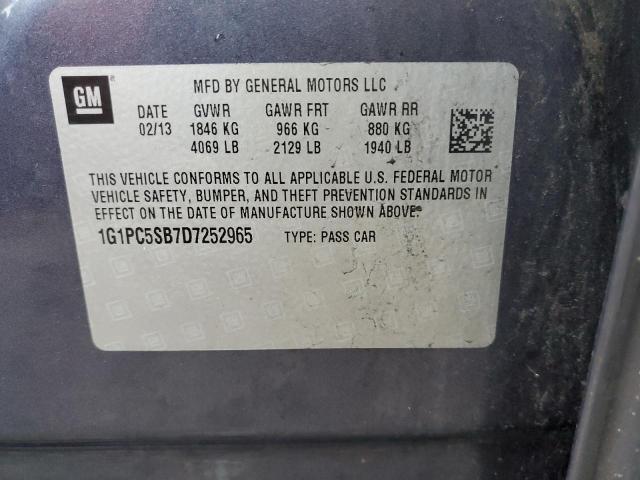 GM
MFD BY GENERAL MOTORS LLC
DATE GVWR GAWR FRT GAWR RR
02/13 1846 KG 966 KG 880 KG
4069 LB 2129 LB 1940 LB
THIS VEHICLE CONFORMS TO ALL APPLICABLE U.S. FEDERAL MOTOR
VEHICLE SAFETY, BUMPER, AND THEFT PREVENTION STANDARDS IN
EFFECT ON THE DATE OF MANUFACTURE SHOWN ABOVE.
1G1PC5SB7D7252965 TYPE: PASS CAR